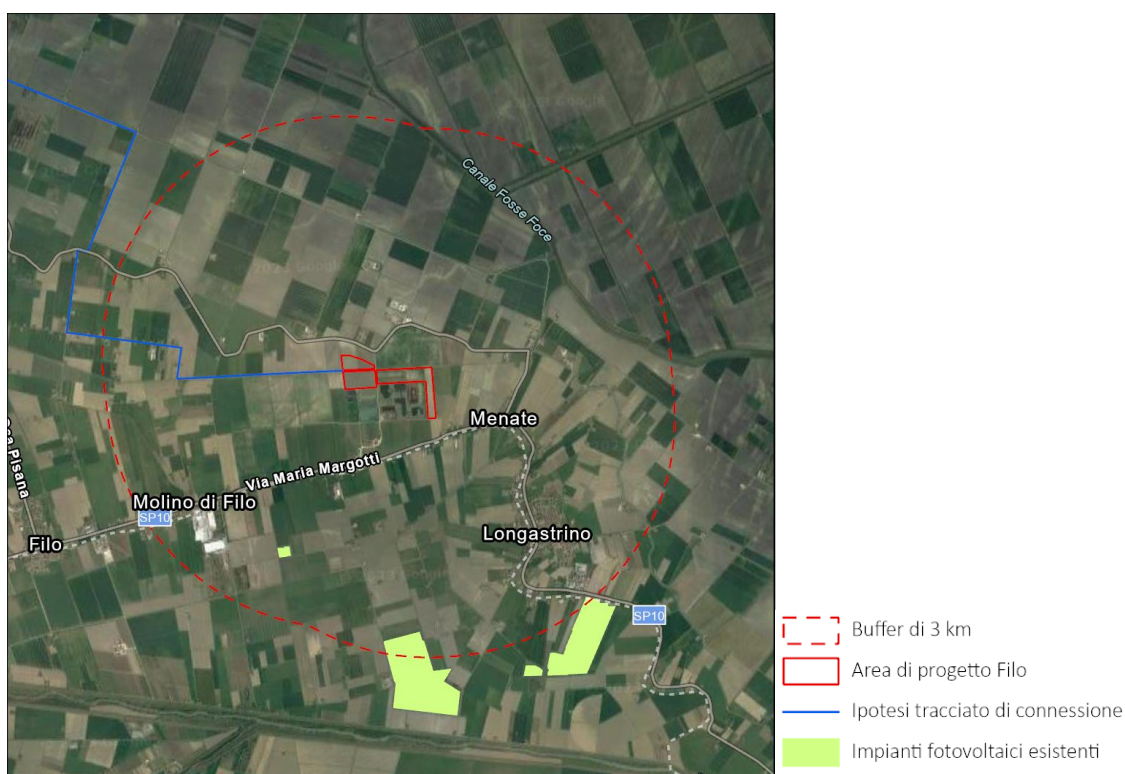 Canale Fosse Foce
Menate
Via Maria Margotti
Molino di Filo
SP10
Filo
Longastrino
SP10
Buffer di 3 km
Area di progetto Filo
Ipotesi tracciato di connessione
Impianti fotovoltaici esistenti